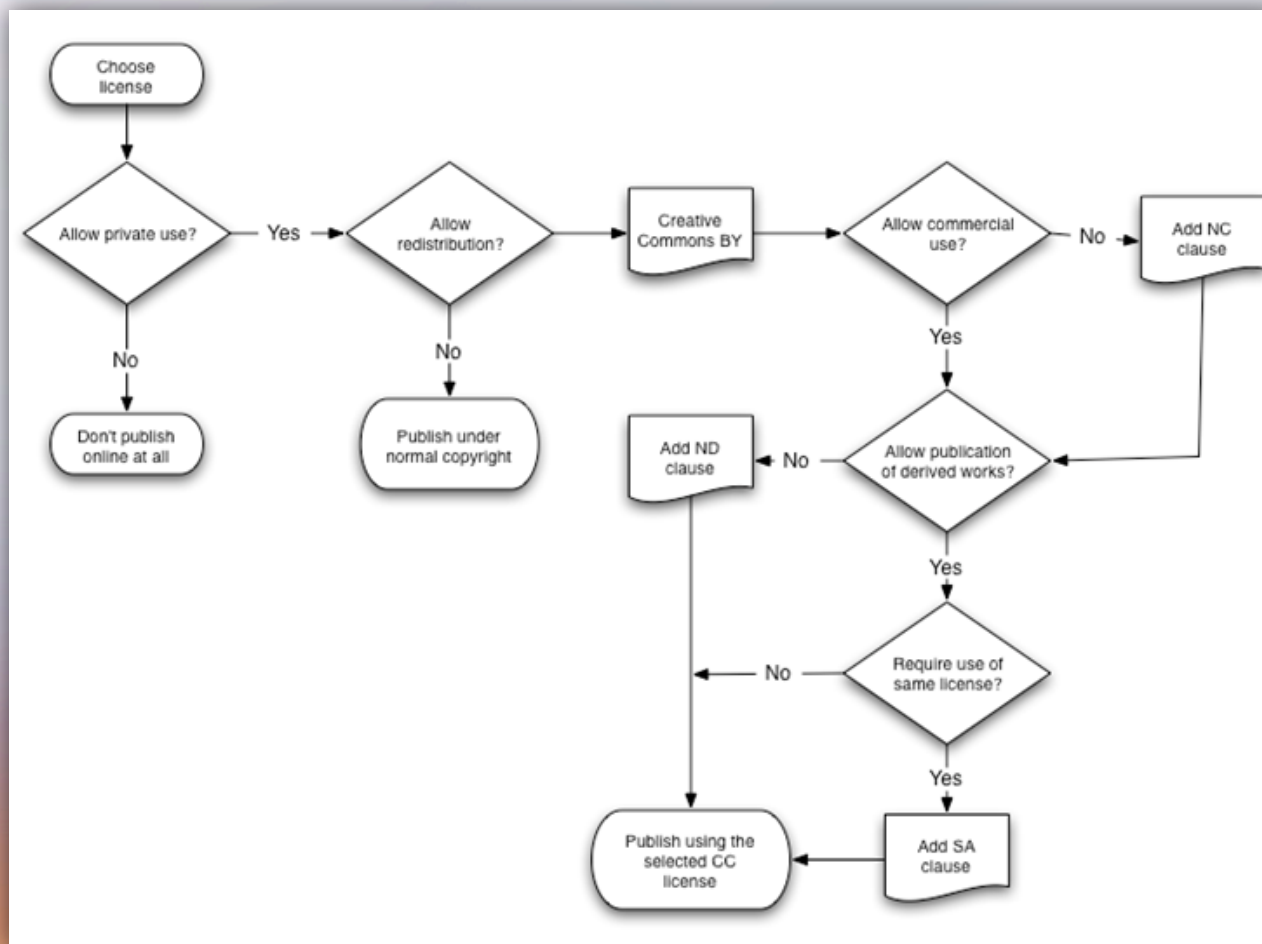 Choose
license
Allow private use?
Yes
No
Don't publish
online at all
Allow
redistribution?
No
Publish under
normal copyright
Creative
Commons BY
Allow commercial
use?
No
Add NC
clause
Yes
Allow publication
of derived works?
No
Add ND
clause
Yes
Require use of
same license?
No
Yes
Add SA
clause
Publish using the
selected CC
license